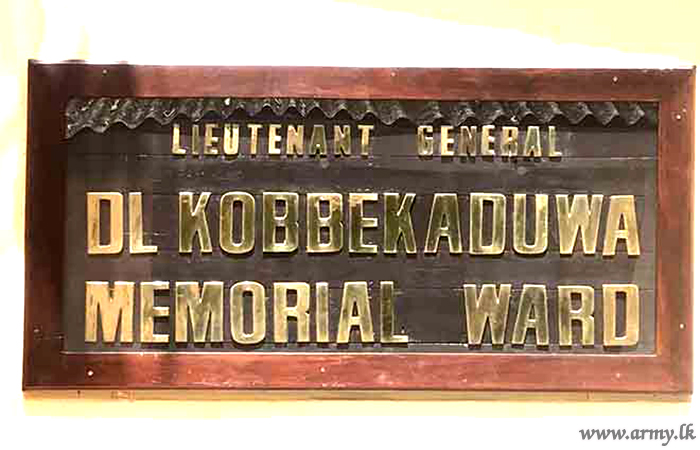 LIEUTENANT GENERAL
DL KOBBEKADUWA
MEMORIAL WARD
www.army.lk